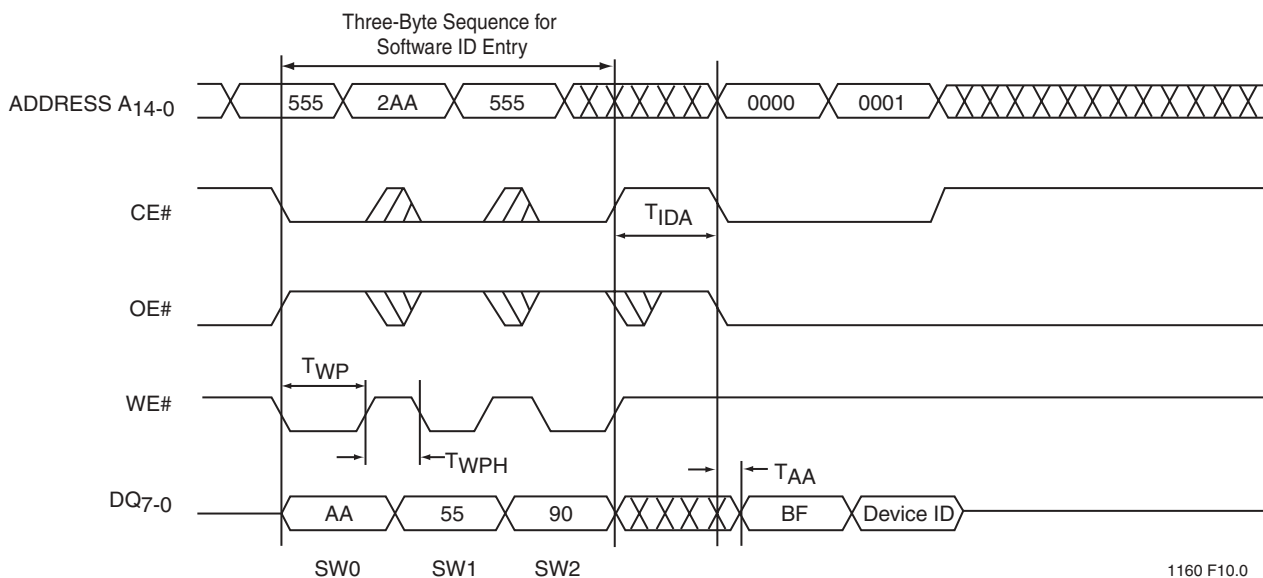 Three-Byte Sequence for
Software ID Entry
ADDRESS A14-0
555 2AA 555 0000 0001
CE#
TIDA
OE#
TWP
WE#
TWPH
TAA
DQ7-0
AA 55 90 BF Device ID
SW0 SW1 SW2
1160 F10.0